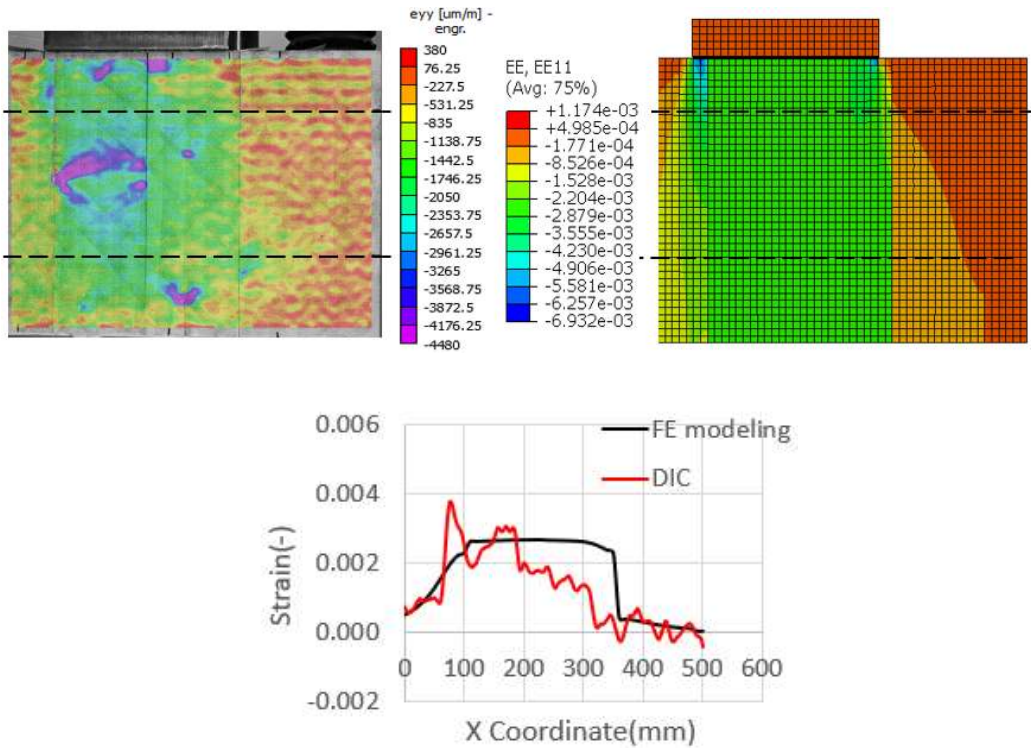 eyy [um/m] -
engr.
380
76.25
-227.5
-531.25
-835
-1138.75
-1442.5
-1746.25
-2050
-2353.75
-2657.5
-2961.25
-3265
-3568.75
-3872.5
-4176.25
-4480
EE, EE11
(Avg: 75%)
+1.174e-03
+4.985e-04
-1.771e-04
-8.526e-04
-1.528e-03
-2.204e-03
-2.879e-03
-3.555e-03
-4.230e-03
-4.906e-03
-5.581e-03
-6.257e-03
-6.932e-03
0.006
0.004
0.002
0.000
-0.002
Strain(-)
FE modeling
DIC
0 100 200 300 400 500 600
X Coordinate(mm)